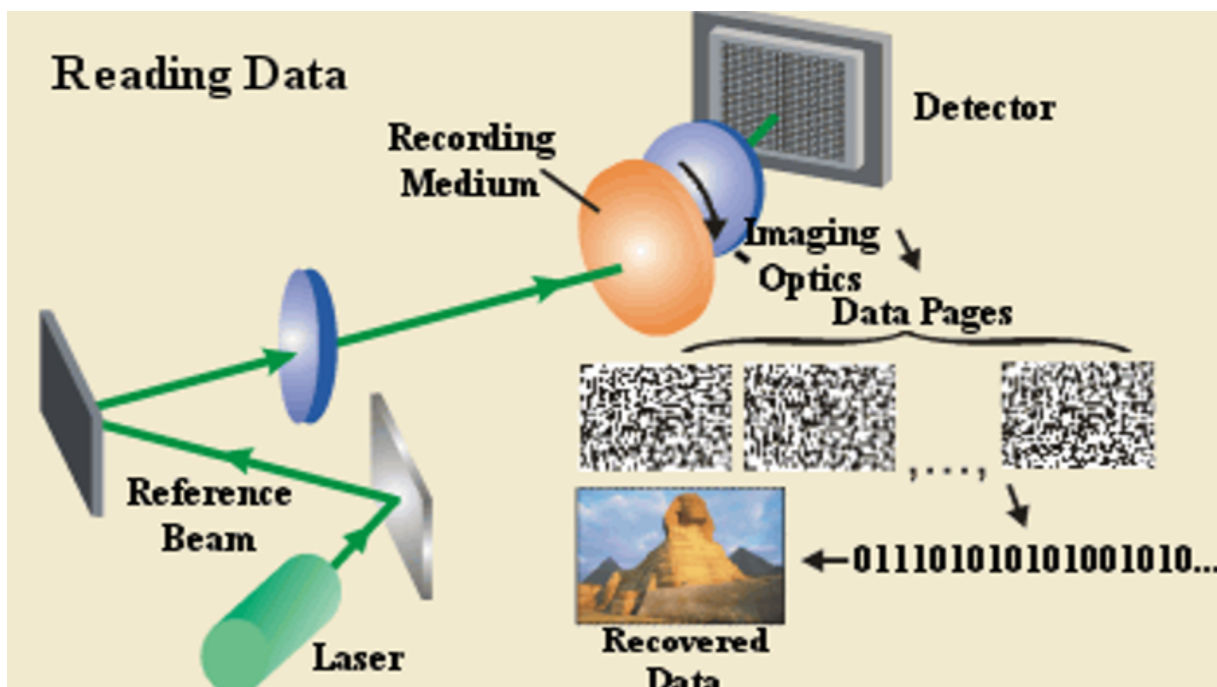 Reading Data
Detector
Recording
Medium
Imaging
Optics
Data Pages
, . . . ,
Reference
Beam
011101010101001010...
Laser
Recovered
Data